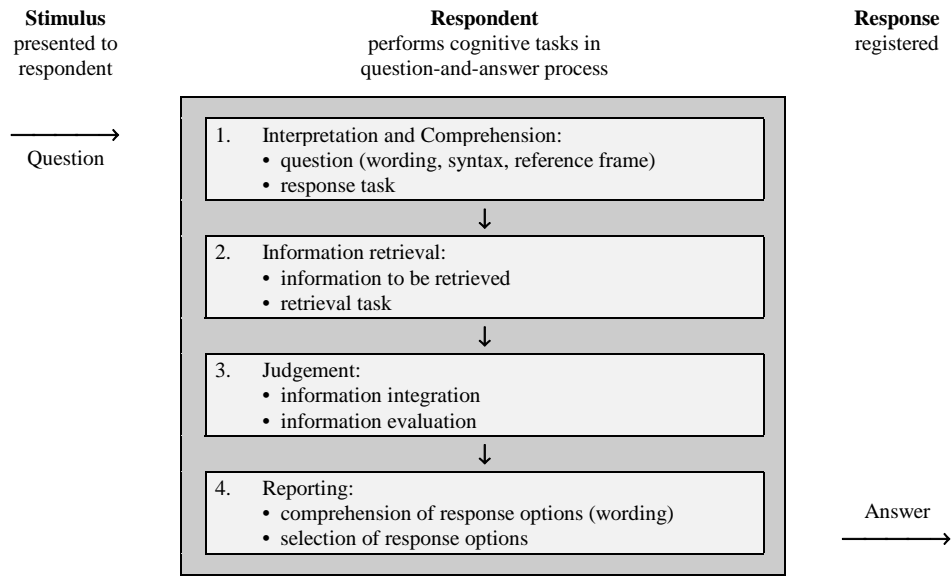 Stimulus
presented to
respondent
Respondent
performs cognitive tasks in
question-and-answer process
Response
registered
Question
1. Interpretation and Comprehension:
• question (wording, syntax, reference frame)
• response task
↓
2. Information retrieval:
• information to be retrieved
• retrieval task
↓
3. Judgement:
• information integration
• information evaluation
↓
4. Reporting:
• comprehension of response options (wording)
• selection of response options
Answer